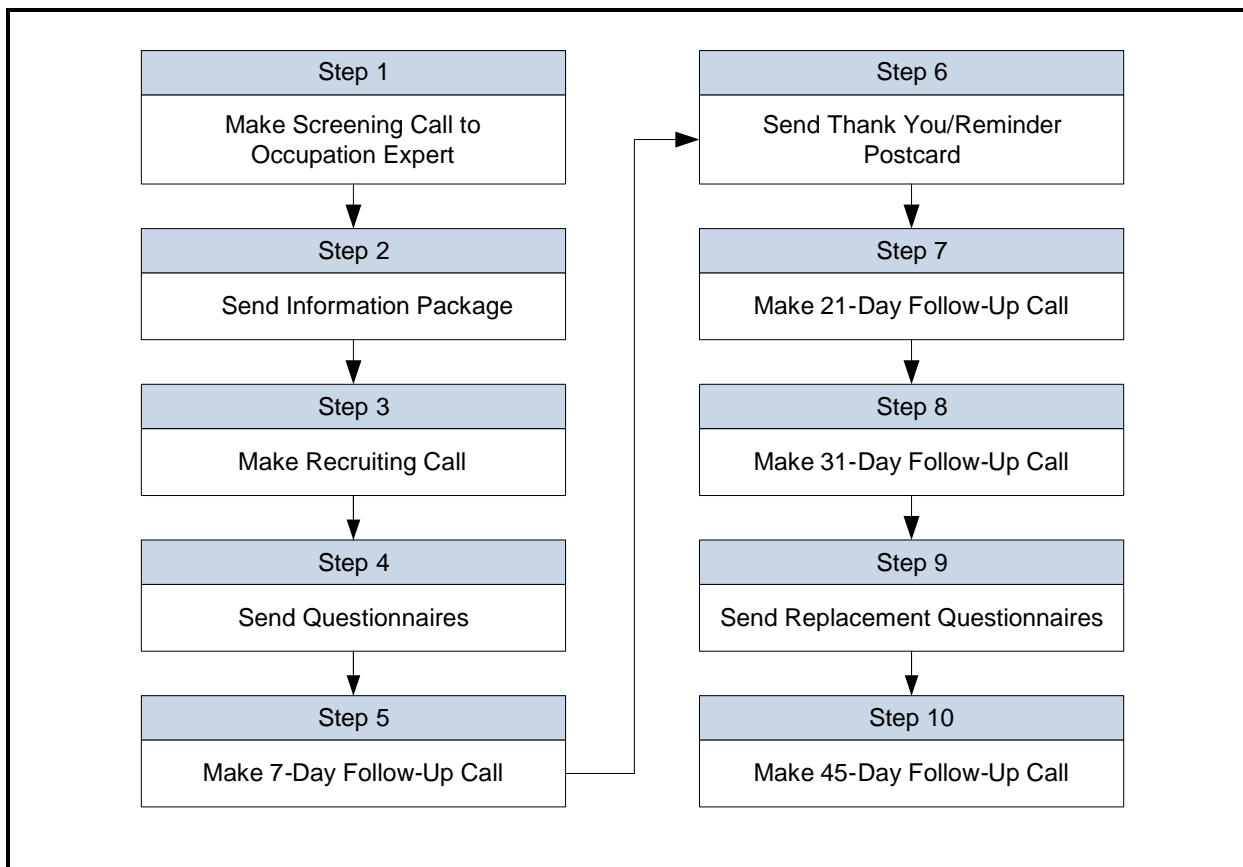 Step 1
Make Screening Call to
Occupation Expert
Step 2
Send Information Package
Step 3
Make Recruiting Call
Step 4
Send Questionnaires
Step 5
Make 7-Day Follow-Up Call
Step 6
Send Thank You/Reminder
Postcard
Step 7
Make 21-Day Follow-Up Call
Step 8
Make 31-Day Follow-Up Call
Step 9
Send Replacement Questionnaires
Step 10
Make 45-Day Follow-Up Call